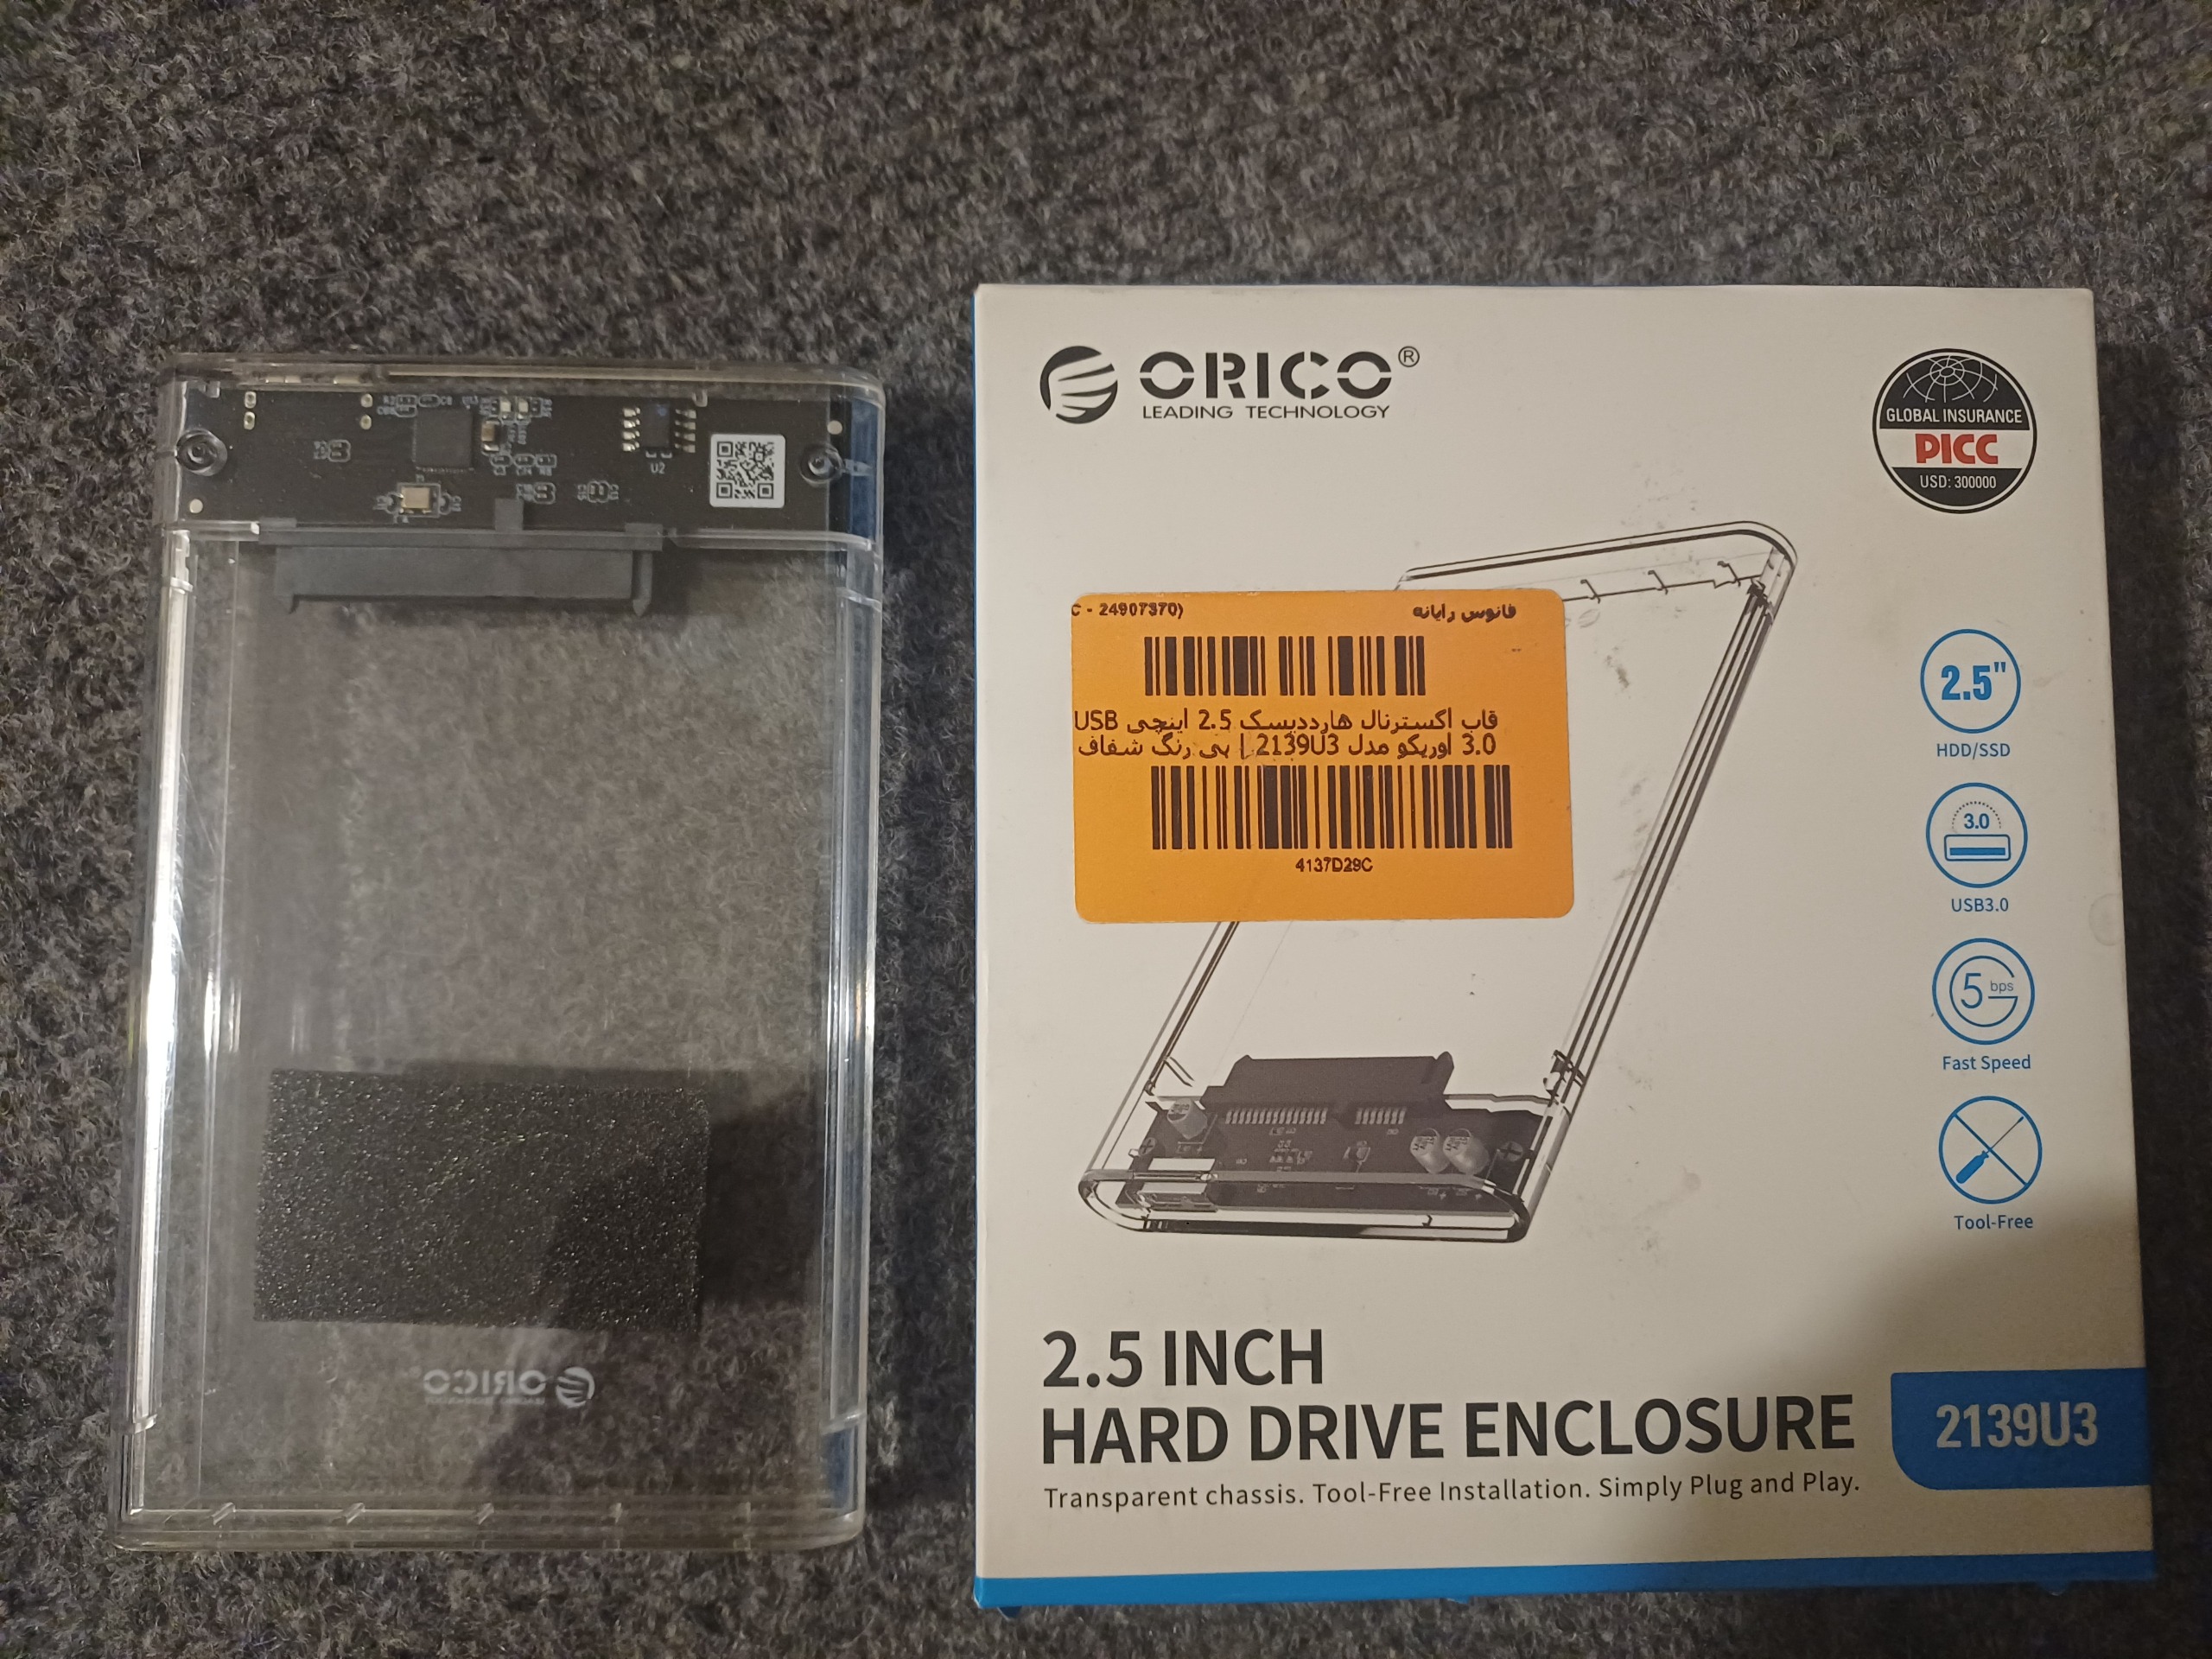 U2
ORICO
ORICO®
LEADING TECHNOLOGY
GLOBAL INSURANCE
PICC
USD: 300000
C - 24907370)
فانوس رایانه
قاب اکسترنال هارددیسک 2.5 اینچی USB
3.0 اوریکو مدل 2139U3 | بی رنگ شفاف
4137D29C
2.5"
HDD/SSD
3.0
USB3.0
5Gbps
Fast Speed
Tool-Free
2.5 INCH
HARD DRIVE ENCLOSURE
2139U3
Transparent chassis. Tool-Free Installation. Simply Plug and Play.